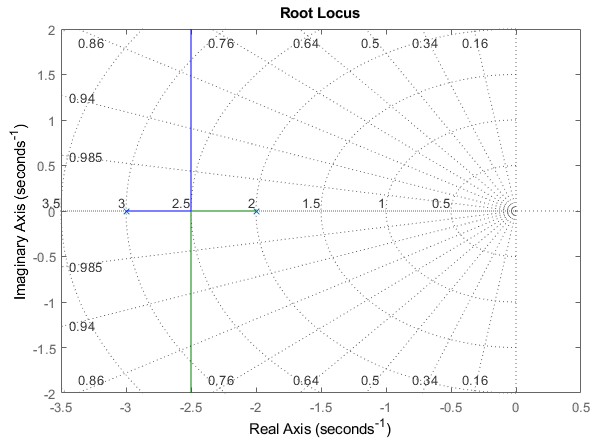 Root Locus
2
0.86 0.76 0.64 0.5 0.34 0.16
1.5
0.94
1
0.985
0.5
3.5 3 2.5 2 1.5 1 0.5
0
-0.5
0.985
-1
0.94
-1.5
0.86 0.76 0.64 0.5 0.34 0.16
-2
-3.5 -3 -2.5 -2 -1.5 -1 -0.5 0 0.5
Real Axis (seconds-1)
Imaginary Axis (seconds-1)